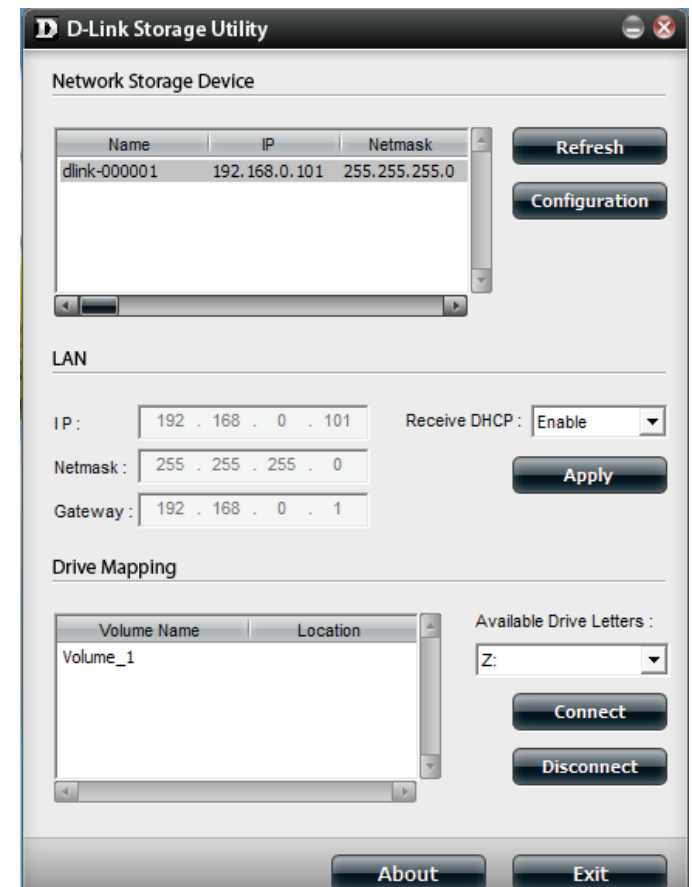 D D-Link Storage Utility
Network Storage Device
Name IP Netmask
dlink-000001 192.168.0.101 255.255.255.0
Refresh
Configuration
LAN
IP : 192 . 168 . 0 . 101
Receive DHCP : Enable
Netmask : 255 . 255 . 255 . 0
Apply
Gateway : 192 . 168 . 0 . 1
Drive Mapping
Volume Name Location
Volume_1
Available Drive Letters :
Z:
Connect
Disconnect
About Exit